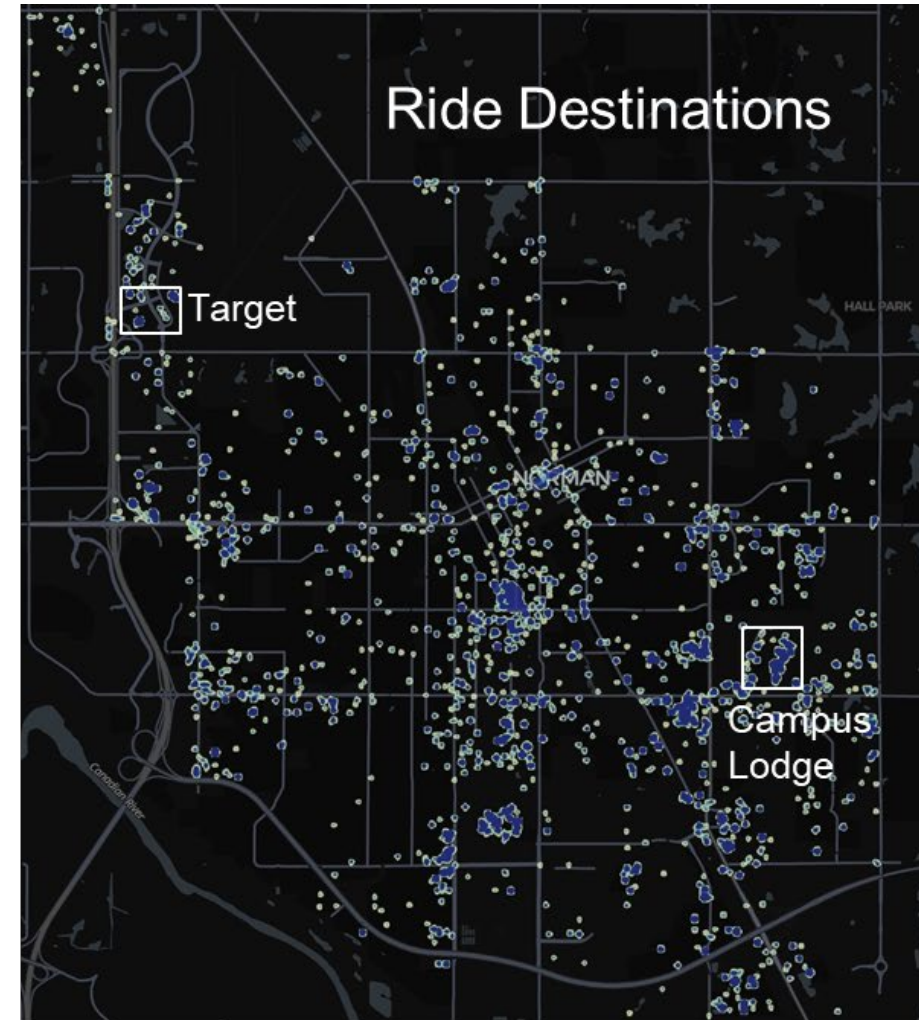 Ride Destinations
Target
HALL PARK
NORMAN
Campus
Lodge
Canadian River